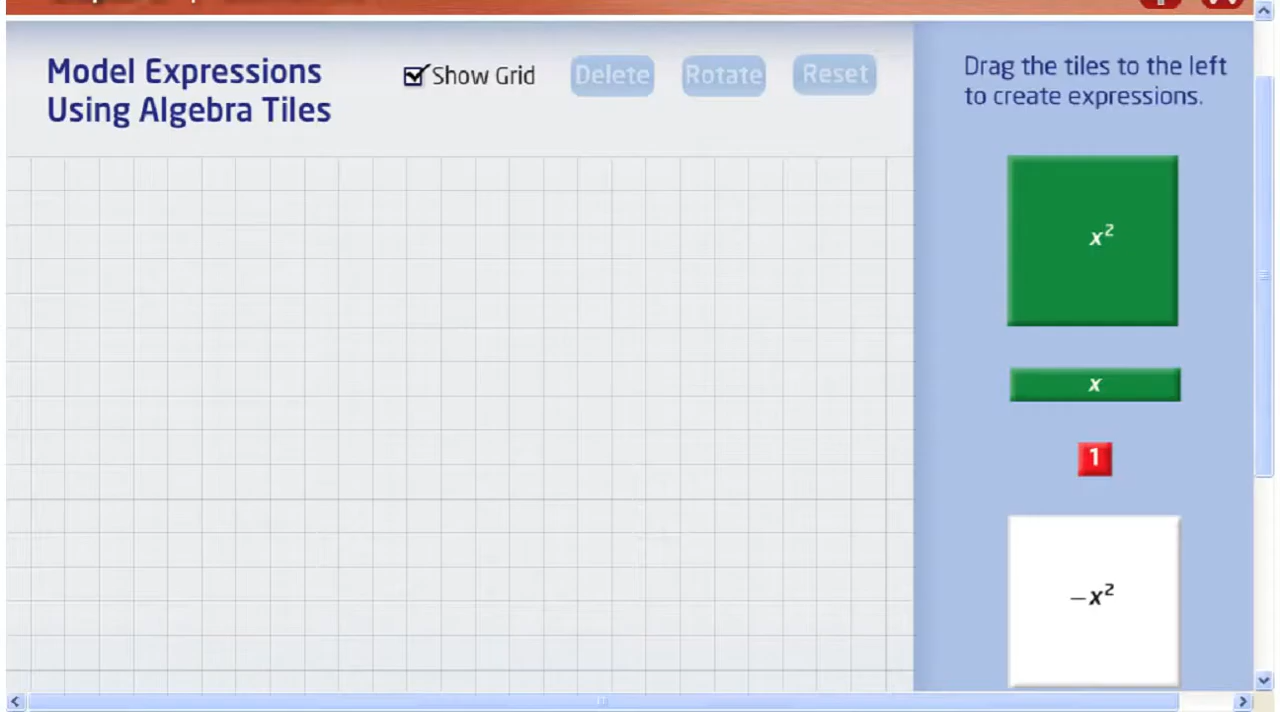 Model Expressions
Using Algebra Tiles
Show Grid
Delete
Rotate
Reset
Drag the tiles to the left
to create expressions.
x²
x
1
−x²